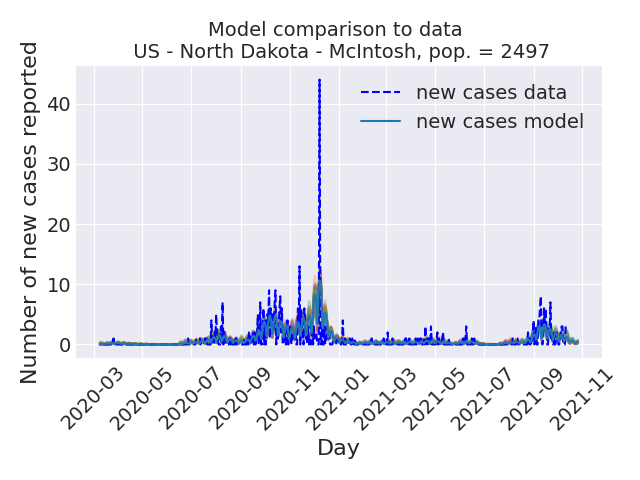 Model comparison to data
US - North Dakota - McIntosh, pop. = 2497
Number of new cases reported
40
30
20
10
0
new cases data
new cases model
2020-03
2020-05
2020-07
2020-09
2020-11
2021-01
2021-03
2021-05
2021-07
2021-09
2021-11
Day